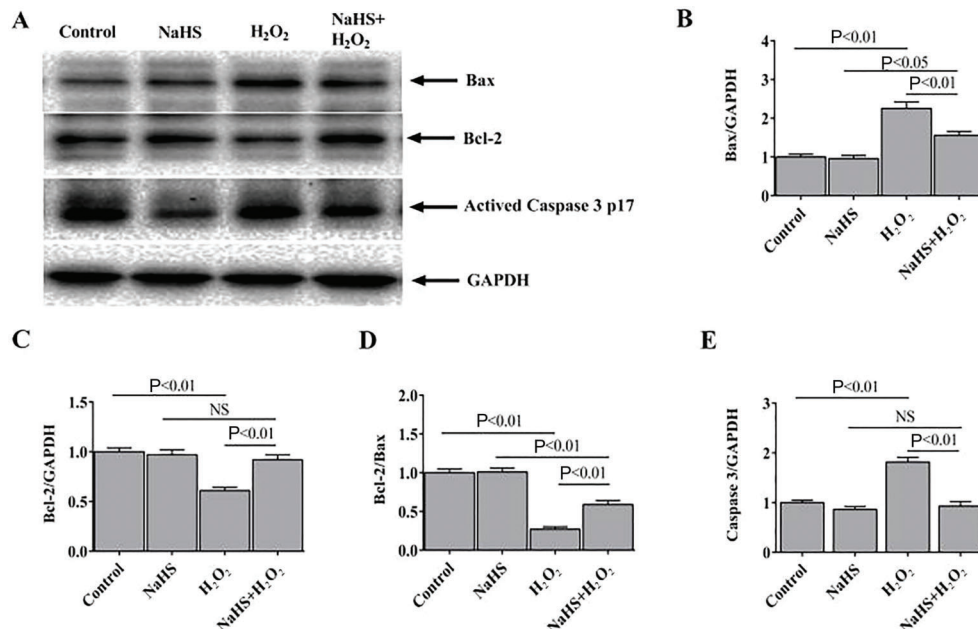 A
Control NaHS H₂O₂ NaHS+
H₂O₂
Bax
Bcl-2
Actived Caspase 3 p17
GAPDH
B
Bax/GAPDH
4
3
2
1
0
P<0.01
P<0.05
P<0.01
Control
NaHS
H₂O₂
NaHS+H₂O₂
C
Bcl-2/GAPDH
1.5
1.0
0.5
0.0
P<0.01
NS
P<0.01
Control
NaHS
H₂O₂
NaHS+H₂O₂
D
Bcl-2/Bax
2.0
1.5
1.0
0.5
0.0
P<0.01
P<0.01
P<0.01
Control
NaHS
H₂O₂
NaHS+H₂O₂
E
Caspase 3/GAPDH
3
2
1
0
P<0.01
NS
P<0.01
Control
NaHS
H₂O₂
NaHS+H₂O₂